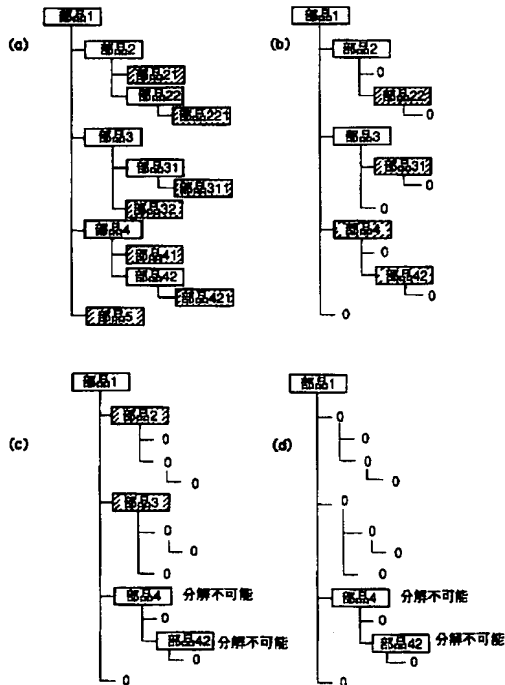 (a)
部品1
部品2
部品21
部品22
部品221
部品3
部品31
部品311
部品32
部品4
部品41
部品42
部品421
部品5
(b)
部品1
部品2
0
部品22
0
部品3
部品31
0
0
部品4
0
部品42
0
0
(c)
部品1
部品2
0
0
0
部品3
0
0
0
部品4 分解不可能
0
部品42 分解不可能
0
0
(d)
部品1
0
0
0
0
0
0
0
0
部品4 分解不可能
0
部品42 分解不可能
0
0